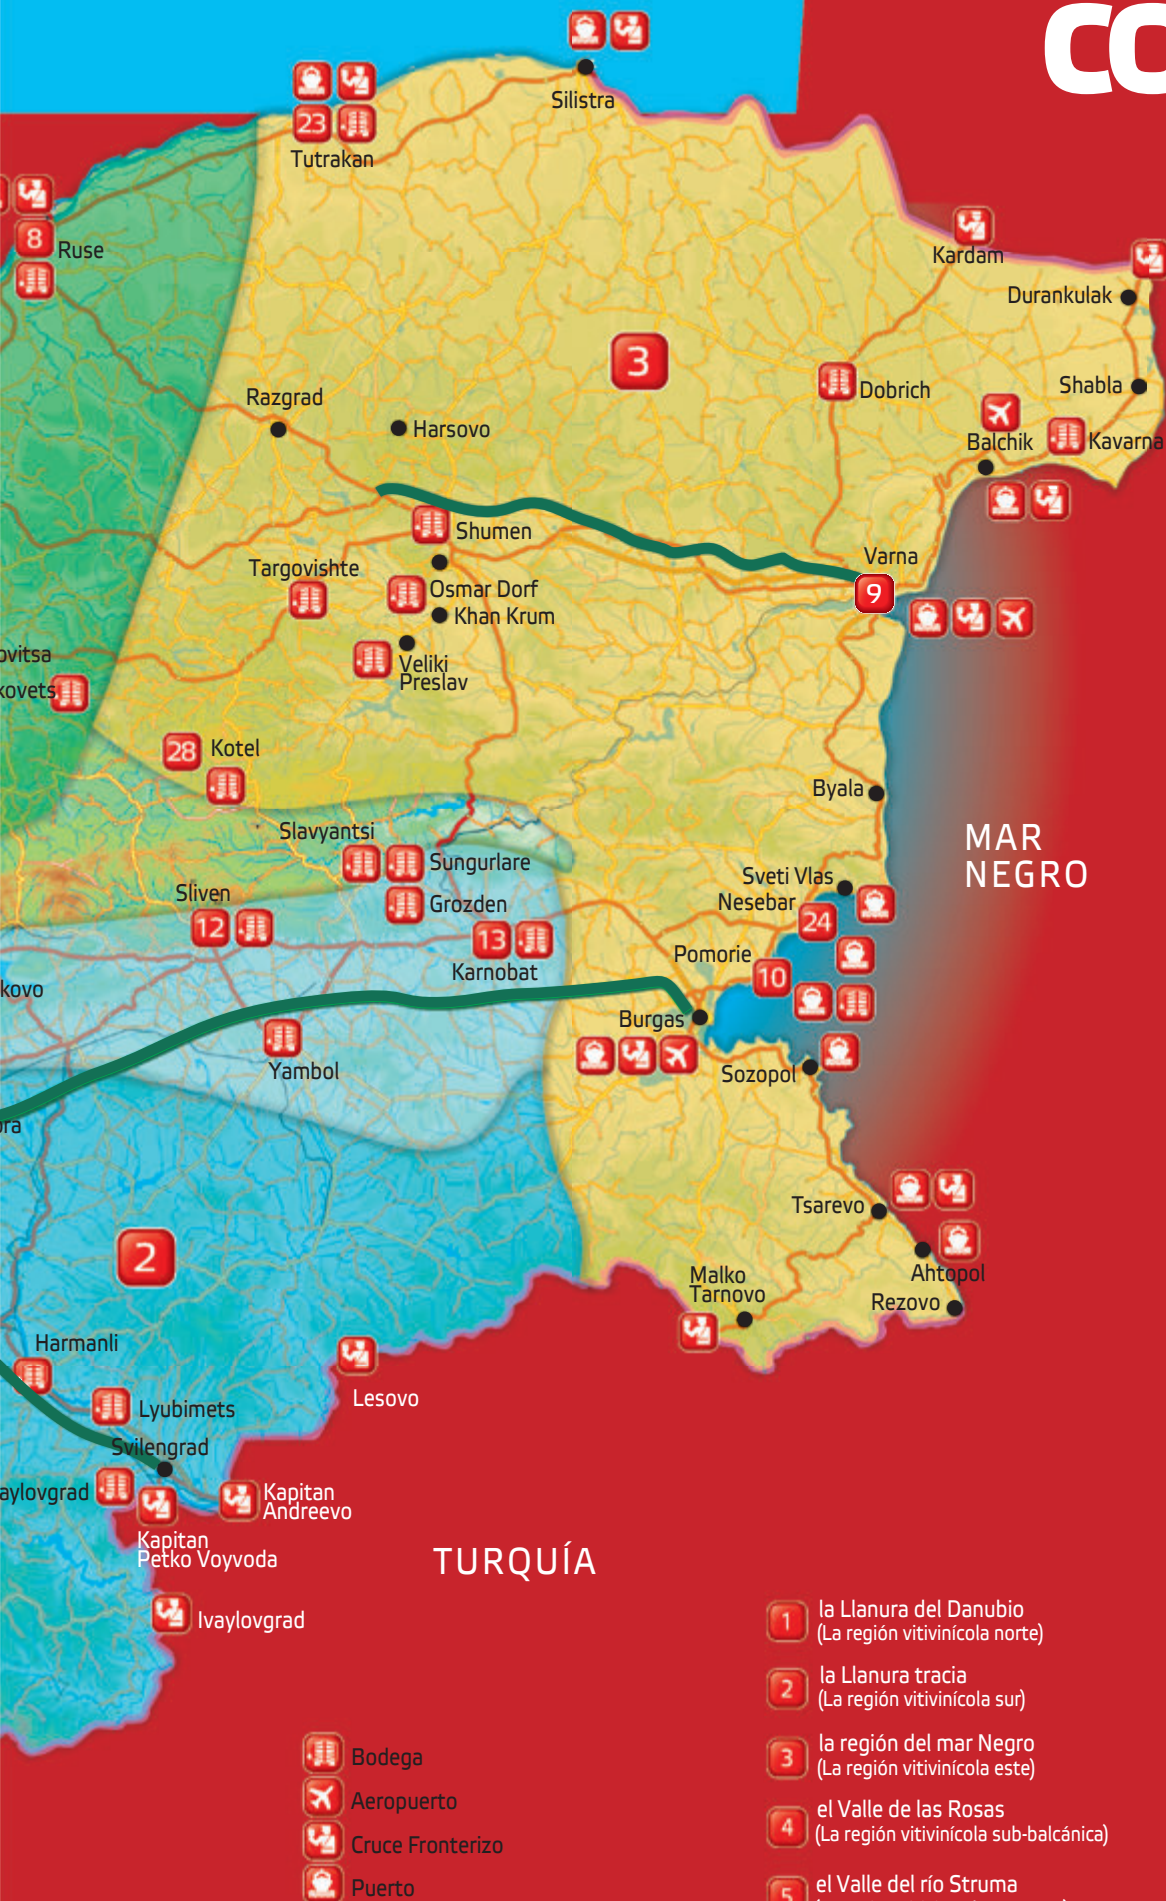 CO
Silistra
23
Tutrakan
8
Ruse
Kardam
Durankulak
3
Razgrad
Harsovo
Dobrich
Shabla
Balchik
Kavarna
Shumen
Varna
9
Targovishte
Osmar Dorf
Khan Krum
ovitsa
Veliki
Preslav
kovets
28
Kotel
Byala
Slavyantsi
Sungurlare
MAR
NEGRO
Sliven
12
Grozden
Sveti Vlas
Nesebar
24
13
Karnobat
Pomorie
10
kovo
Burgas
Yambol
Sozopol
ora
Tsarevo
2
Malko
Tarnovo
Ahtopol
Rezovo
Harmanli
Lesovo
Lyubimets
Svilengrad
aylovgrad
Kapitan
Andreevo
Kapitan
Petko Voyvoda
TURQUÍA
Ivaylovgrad
1
la Llanura del Danubio
(La región vitivinícola norte)
2
la Llanura tracia
(La región vitivinícola sur)
3
la región del mar Negro
(La región vitivinícola este)
4
el Valle de las Rosas
(La región vitivinícola sub-balcánica)
5
el Valle del río Struma
Bodega
Aeropuerto
Cruce Fronterizo
Puerto